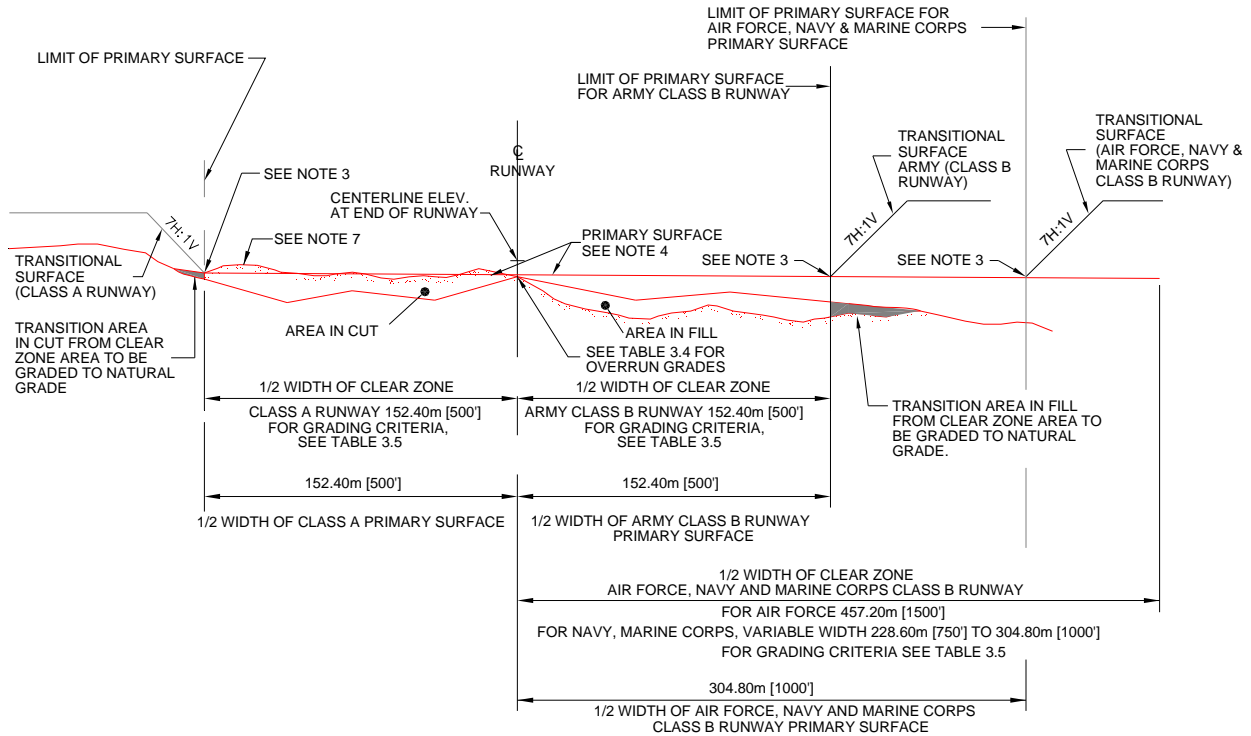 LIMIT OF PRIMARY SURFACE FOR
AIR FORCE, NAVY & MARINE CORPS
PRIMARY SURFACE
LIMIT OF PRIMARY SURFACE
LIMIT OF PRIMARY SURFACE
FOR ARMY CLASS B RUNWAY
TRANSITIONAL
SURFACE
(AIR FORCE, NAVY &
MARINE CORPS
CLASS B RUNWAY)
TRANSITIONAL
SURFACE
ARMY (CLASS B
RUNWAY)
℄
RUNWAY
SEE NOTE 3
CENTERLINE ELEV.
AT END OF RUNWAY
7H:1V
SEE NOTE 7
PRIMARY SURFACE
SEE NOTE 4
SEE NOTE 3
7H:1V
SEE NOTE 3
7H:1V
TRANSITIONAL
SURFACE
(CLASS A RUNWAY)
AREA IN CUT
AREA IN FILL
TRANSITION AREA
IN CUT FROM CLEAR
ZONE AREA TO BE
GRADED TO NATURAL
GRADE
SEE TABLE 3.4 FOR
OVERRUN GRADES
1/2 WIDTH OF CLEAR ZONE
CLASS A RUNWAY 152.40m [500']
FOR GRADING CRITERIA,
SEE TABLE 3.5
1/2 WIDTH OF CLEAR ZONE
ARMY CLASS B RUNWAY 152.40m [500']
FOR GRADING CRITERIA,
SEE TABLE 3.5
TRANSITION AREA IN FILL
FROM CLEAR ZONE AREA TO
BE GRADED TO NATURAL
GRADE.
152.40m [500']
1/2 WIDTH OF CLASS A PRIMARY SURFACE
152.40m [500']
1/2 WIDTH OF ARMY CLASS B RUNWAY
PRIMARY SURFACE
1/2 WIDTH OF CLEAR ZONE
AIR FORCE, NAVY AND MARINE CORPS CLASS B RUNWAY
FOR AIR FORCE 457.20m [1500']
FOR NAVY, MARINE CORPS, VARIABLE WIDTH 228.60m [750'] TO 304.80m [1000']
FOR GRADING CRITERIA SEE TABLE 3.5
304.80m [1000']
1/2 WIDTH OF AIR FORCE, NAVY AND MARINE CORPS
CLASS B RUNWAY PRIMARY SURFACE